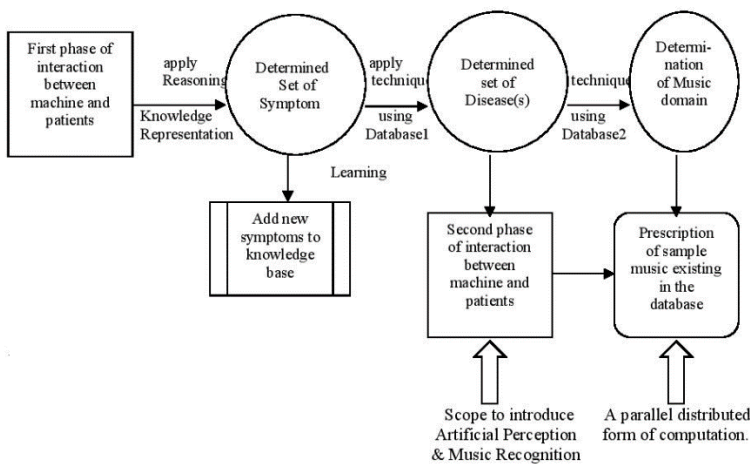 First phase of
interaction
between
machine and
patients
apply
Reasoning
Knowledge
Representation
Determined
Set of
Symptom
apply
technique
using
Database1
Determined
set of
Disease(s)
technique
using
Database2
Determi-
nation
of Music
domain
Learning
Add new
symptoms to
knowledge
base
Second phase
of interaction
between
machine and
patients
Prescription
of sample
music existing
in the
database
Scope to introduce
Artificial Perception
& Music Recognition
A parallel distributed
form of computation.